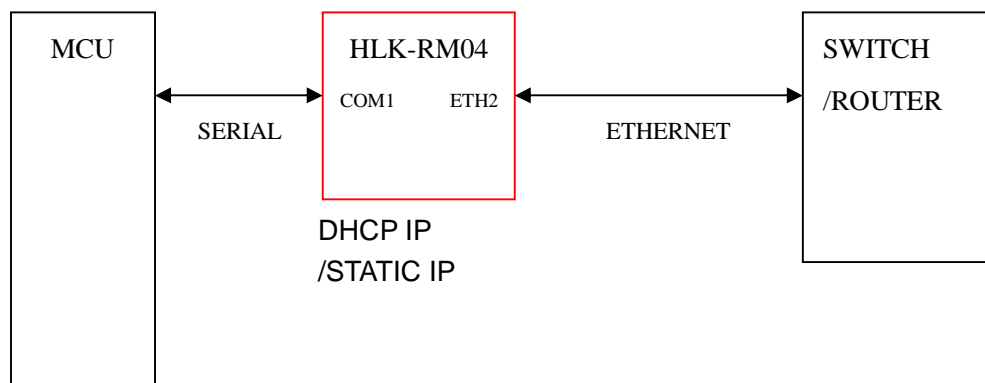 MCU
HLK-RM04
SWITCH
/ROUTER
COM1
ETH2
SERIAL
ETHERNET
DHCP IP
/STATIC IP